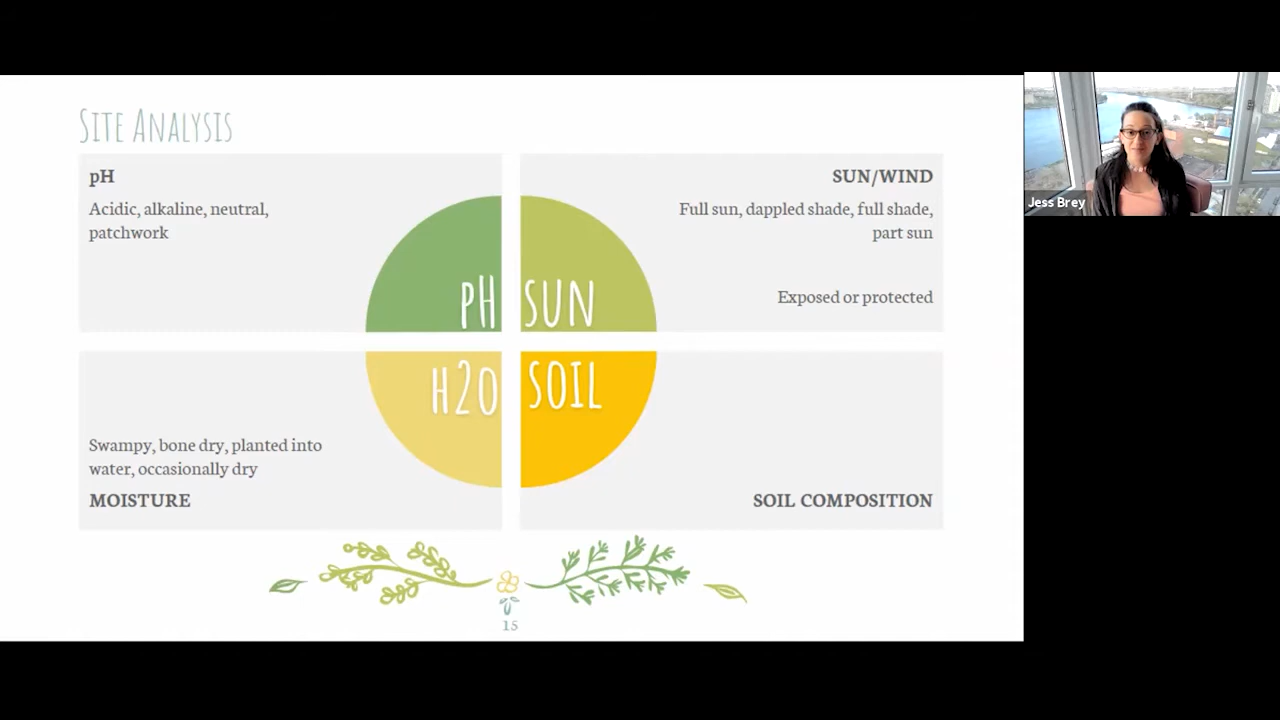 SITE ANALYSIS
pH
Acidic, alkaline, neutral,
patchwork
SUN/WIND
Full sun, dappled shade, full shade,
part sun
Exposed or protected
pH
SUN
H2O
SOIL
Swampy, bone dry, planted into
water, occasionally dry
MOISTURE
SOIL COMPOSITION
15
Jess Brey